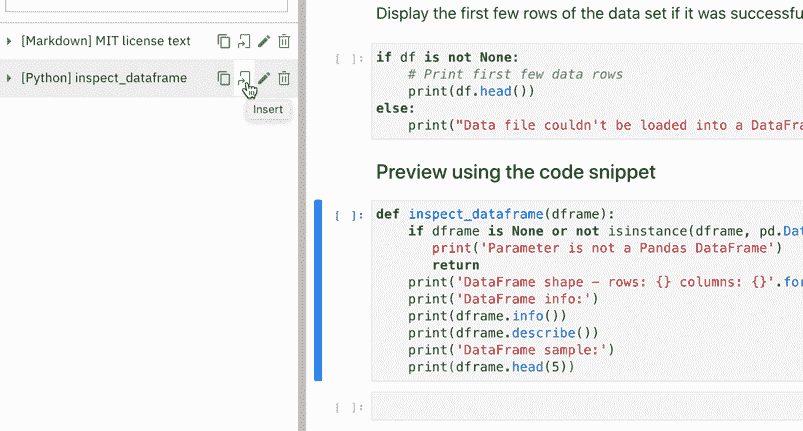 [Markdown] MIT license text
[Python] inspect_dataframe
Insert
Display the first few rows of the data set if it was successfu
[ ]:
if df is not None:
# Print first few data rows
print(df.head())
else:
print("Data file couldn't be loaded into a DataFra
Preview using the code snippet
[ ]:
def inspect_dataframe(dframe):
if dframe is None or not isinstance(dframe, pd.Dat
print('Parameter is not a Pandas DataFrame')
return
print('DataFrame shape - rows: {} columns: {}'.for
print('DataFrame info:')
print(dframe.info())
print(dframe.describe())
print('DataFrame sample:')
print(dframe.head(5))
[ ]: